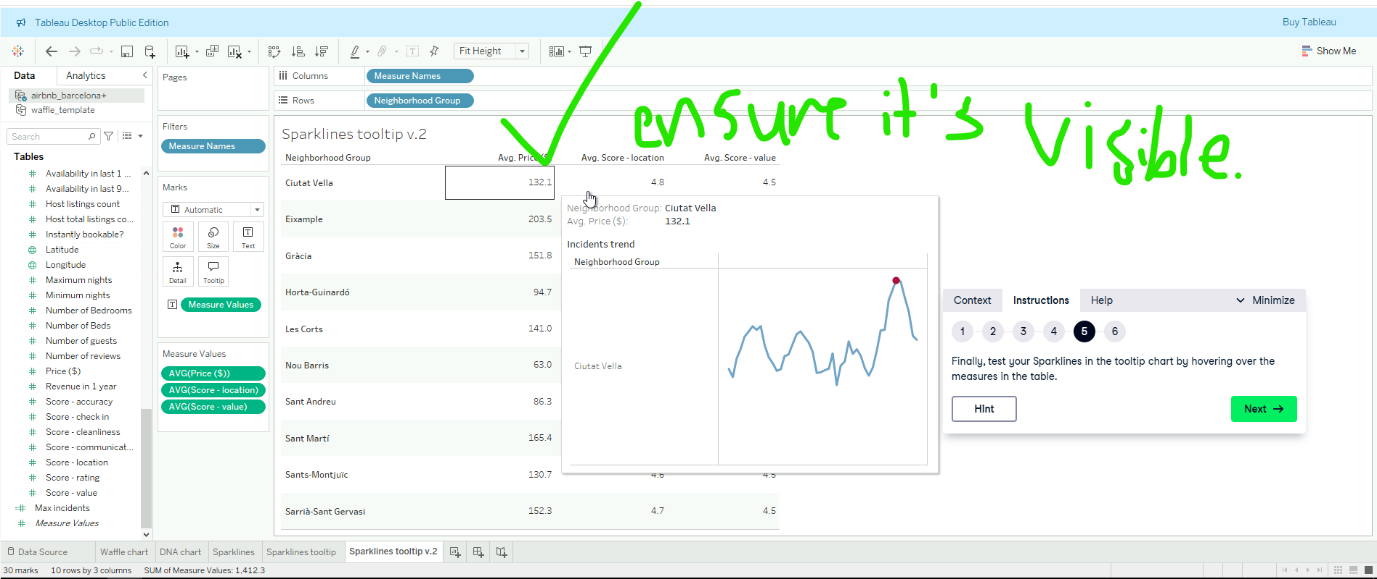 Tableau Desktop Public Edition
Buy Tableau
Fit Height
Show Me
Data
Analytics
Pages
Columns
Measure Names
airbnb_barcelona+
Rows
Neighborhood Group
waffle_template
ensure it's visible.
Search
Filters
Measure Names
Sparklines tooltip v.2
Tables
Neighborhood Group
Avg. Price ($)
Avg. Score - location
Avg. Score - value
Availability in last 1 ...
Availability in last 9...
Host listings count
Host total listings co...
Instantly bookable?
Latitude
Longitude
Maximum nights
Minimum nights
Number of Bedrooms
Number of Beds
Number of guests
Number of reviews
Price ($)
Revenue in 1 year
Score - accuracy
Score - check in
Score - cleanliness
Score - communicat...
Score - location
Score - rating
Score - value
Max incidents
Measure Values
Marks
Automatic
Color
Size
Text
Detail
Tooltip
Measure Values
Measure Values
AVG(Price ($))
AVG(Score - location)
AVG(Score - value)
Ciutat Vella 132.1 4.8 4.5
Eixample 203.5
Gràcia 151.8
Horta-Guinardó 94.7
Les Corts 141.0
Nou Barris 63.0
Sant Andreu 86.3
Sant Martí 165.4
Sants-Montjuïc 130.7 4.6 4.5
Sarrià-Sant Gervasi 152.3 4.7 4.5
Neighborhood Group: Ciutat Vella
Avg. Price ($): 132.1
Incidents trend
Neighborhood Group
Ciutat Vella
Context
Instructions
Help
Minimize
1 2 3 4 5 6
Finally, test your Sparklines in the tooltip chart by hovering over the
measures in the table.
Hint
Next
Data Source
Waffle chart
DNA chart
Sparklines
Sparklines tooltip
Sparklines tooltip v.2
30 marks 10 rows by 3 columns SUM of Measure Values: 1,412.3